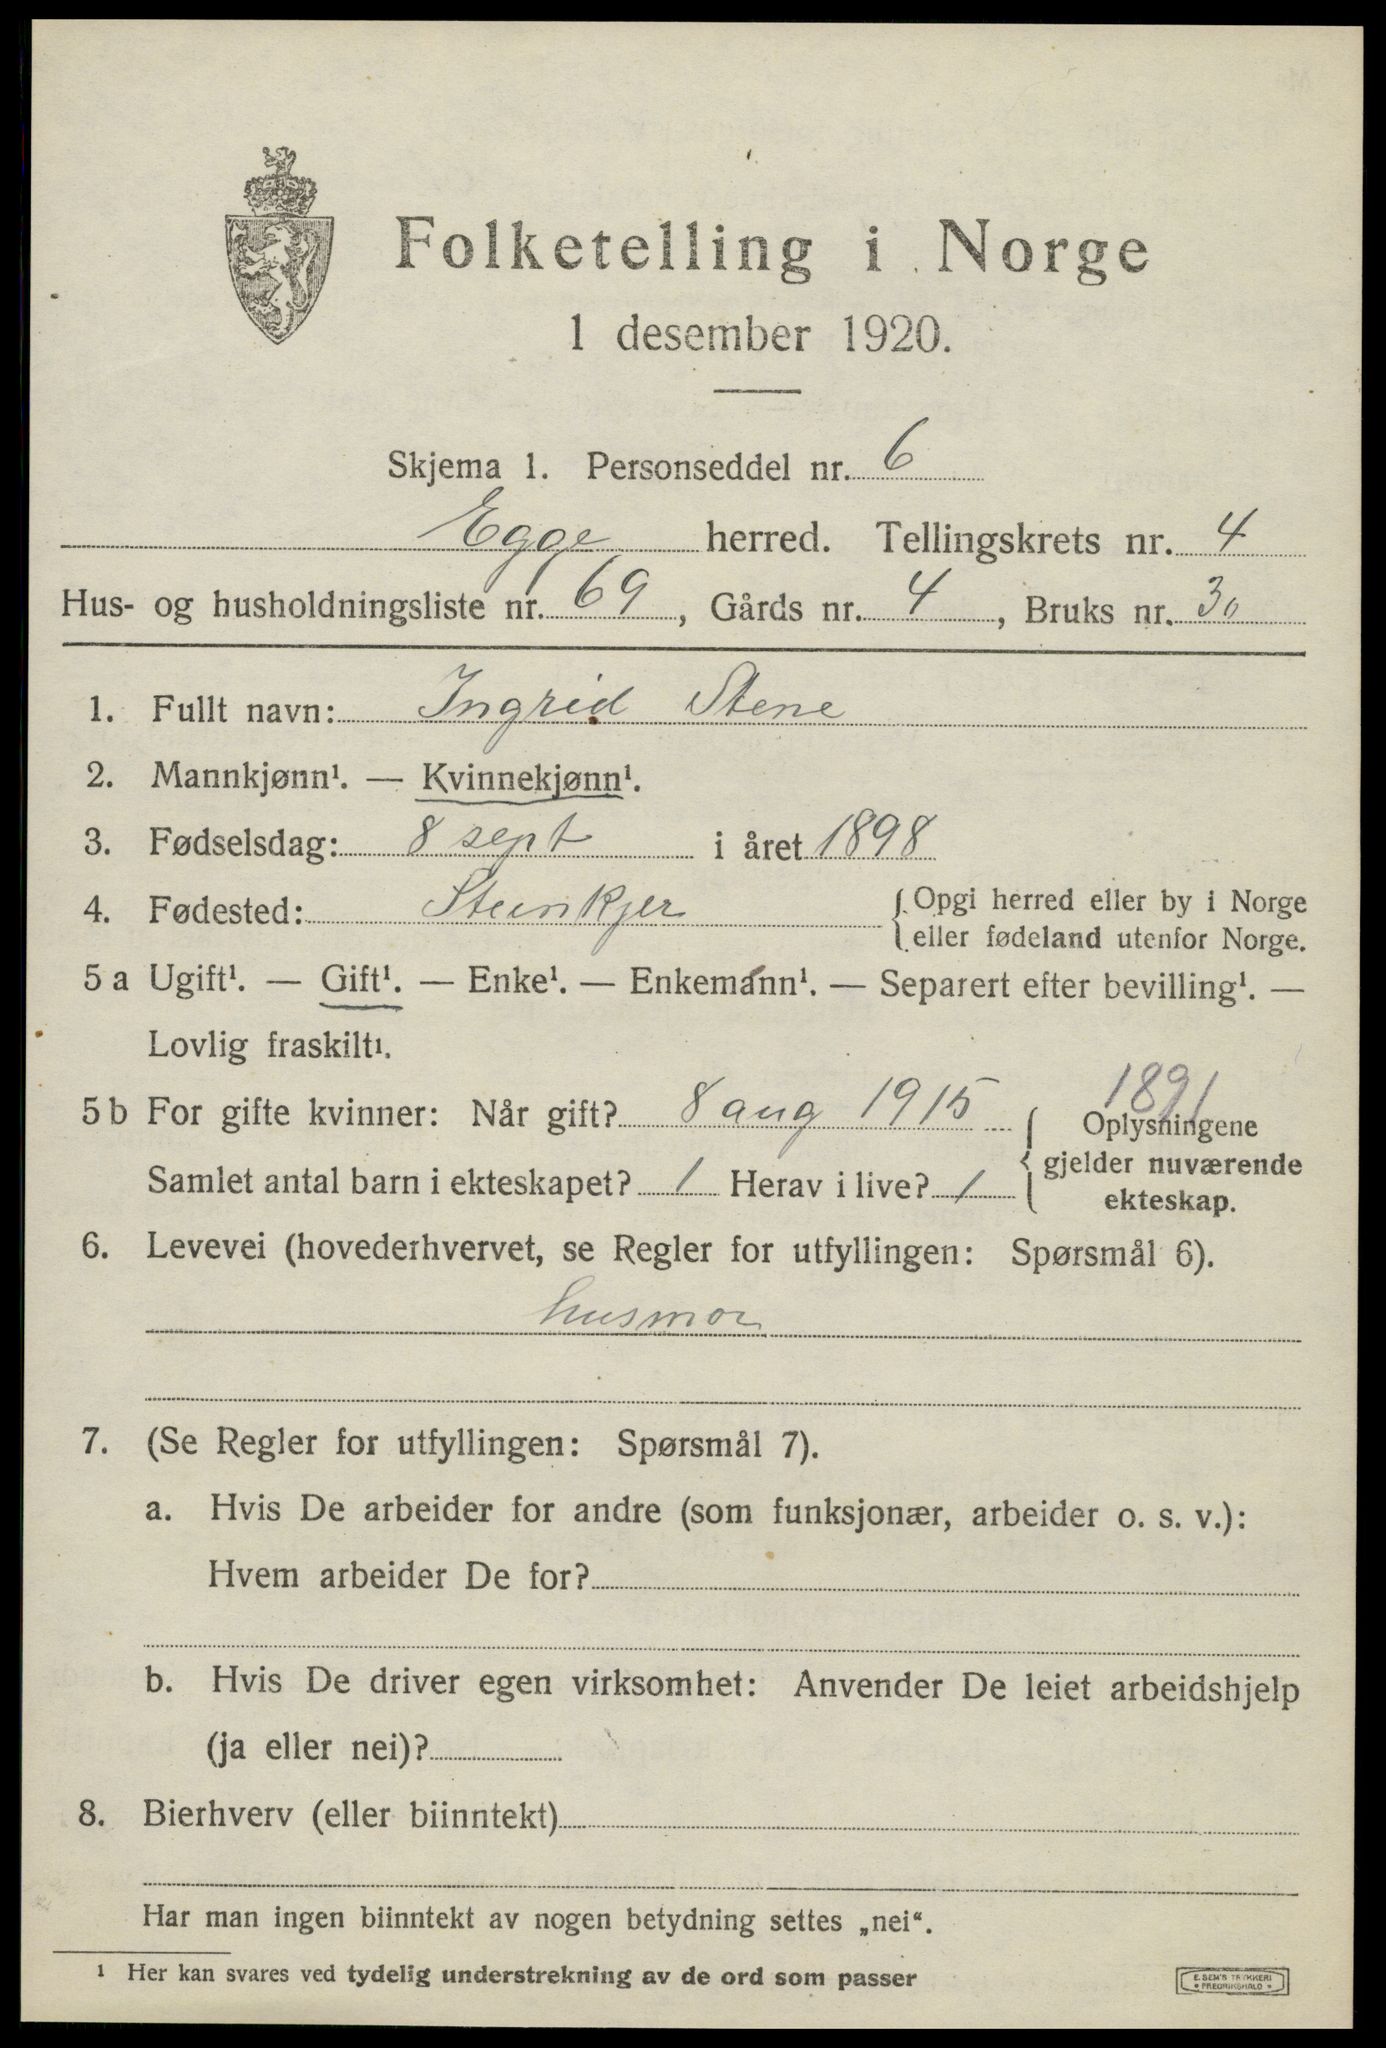 Folketelling i Norge
1 desember 1920.
Skjema 1. Personseddel nr. 6
Egge herred. Tellingskrets nr. 4
Hus- og husholdningsliste nr. 69, Gårds nr. 4, Bruks nr. 30
1. Fullt navn: Ingrid Stene
2. Mannkjønn¹. — Kvinnekjønn¹.
3. Fødselsdag: 8 sept i året 1898
4. Fødested: Steinkjer { Opgi herred eller by i Norge
eller fødeland utenfor Norge.
5 a Ugift¹. — Gift¹. — Enke¹. — Enkemann¹. — Separert efter bevilling¹. —
Lovlig fraskilt¹.
1891
5 b For gifte kvinner: Når gift? 8 aug 1915 { Oplysningene
gjelder nuværende
Samlet antal barn i ekteskapet? 1 Herav i live? 1
ekteskap.
6. Levevei (hovederhvervet, se Regler for utfyllingen: Spørsmål 6).
husmor
7. (Se Regler for utfyllingen: Spørsmål 7).
a. Hvis De arbeider for andre (som funksjonær, arbeider o. s. v.):
Hvem arbeider De for?
b. Hvis De driver egen virksomhet: Anvender De leiet arbeidshjelp
(ja eller nei)?
8. Bierhverv (eller biinntekt)
Har man ingen biinntekt av nogen betydning settes „nei“.
¹ Her kan svares ved tydelig understrekning av de ord som passer
E. SEM'S TRYKKERI
• FREDRIKSHALD •